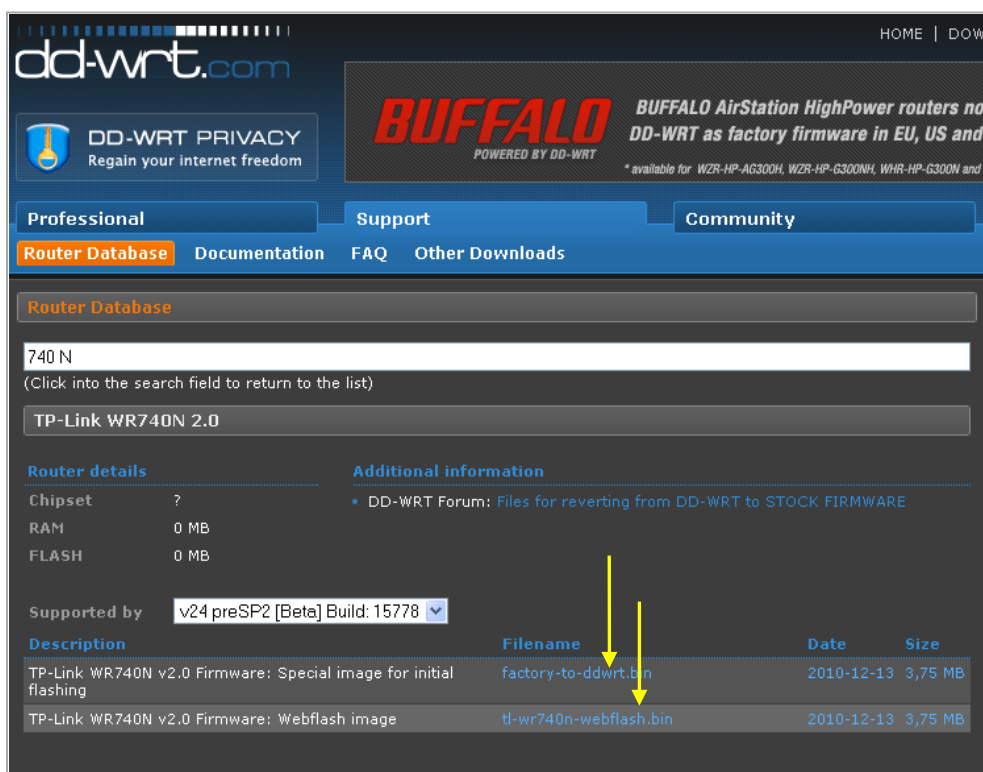 HOME | DOW
dd-wrt.com
BUFFALO
POWERED BY DD-WRT
BUFFALO AirStation HighPower routers no
DD-WRT as factory firmware in EU, US and
* available for WZR-HP-AG300H, WZR-HP-G300NH, WHR-HP-G300N and
DD-WRT PRIVACY
Regain your internet freedom
Professional Support Community
Router Database Documentation FAQ Other Downloads
Router Database
740 N
(Click into the search field to return to the list)
TP-Link WR740N 2.0
Router details Additional information
Chipset ? • DD-WRT Forum: Files for reverting from DD-WRT to STOCK FIRMWARE
RAM 0 MB
FLASH 0 MB
Supported by v24 preSP2 [Beta] Build: 15778
Description Filename Date Size
TP-Link WR740N v2.0 Firmware: Special image for initial factory-to-ddwrt.bin 2010-12-13 3,75 MB
flashing
TP-Link WR740N v2.0 Firmware: Webflash image tl-wr740n-webflash.bin 2010-12-13 3,75 MB